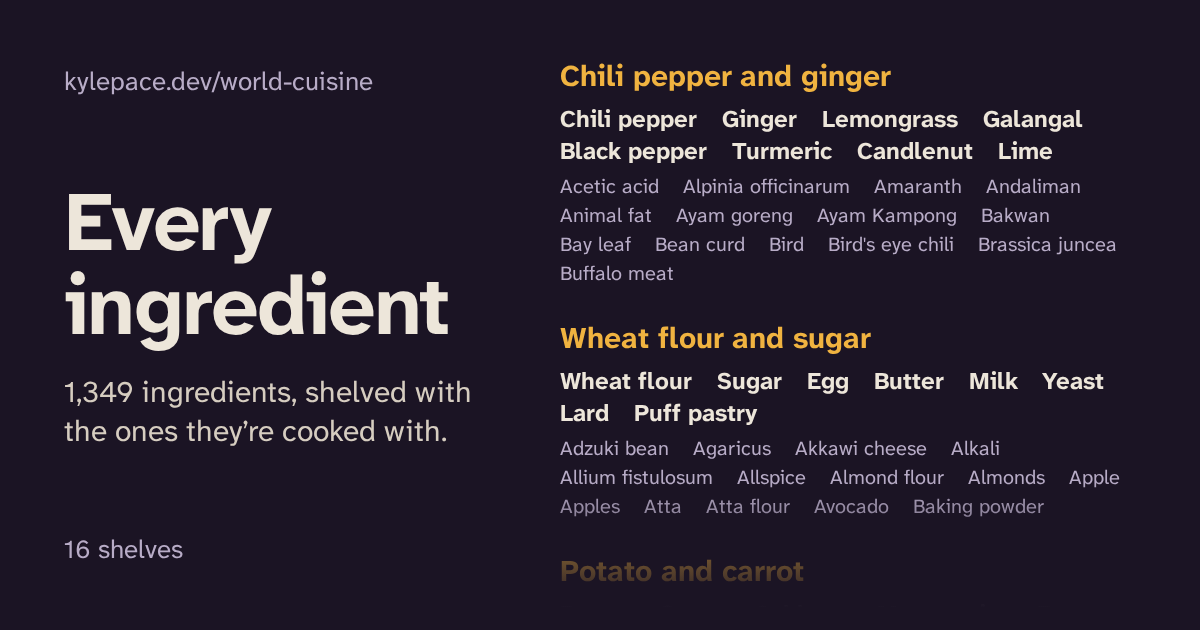 kylepace.dev/world-cuisine
Every
ingredient
1,349 ingredients, shelved with
the ones they’re cooked with.
16 shelves
Chili pepper and ginger
Chili pepper Ginger Lemongrass Galangal
Black pepper Turmeric Candlenut Lime
Acetic acid Alpinia officinarum Amaranth Andaliman
Animal fat Ayam goreng Ayam Kampong Bakwan
Bay leaf Bean curd Bird Bird's eye chili Brassica juncea
Buffalo meat
Wheat flour and sugar
Wheat flour Sugar Egg Butter Milk Yeast
Lard Puff pastry
Adzuki bean Agaricus Akkawi cheese Alkali
Allium fistulosum Allspice Almond flour Almonds Apple
Apples Atta Atta flour Avocado Baking powder
Potato and carrot